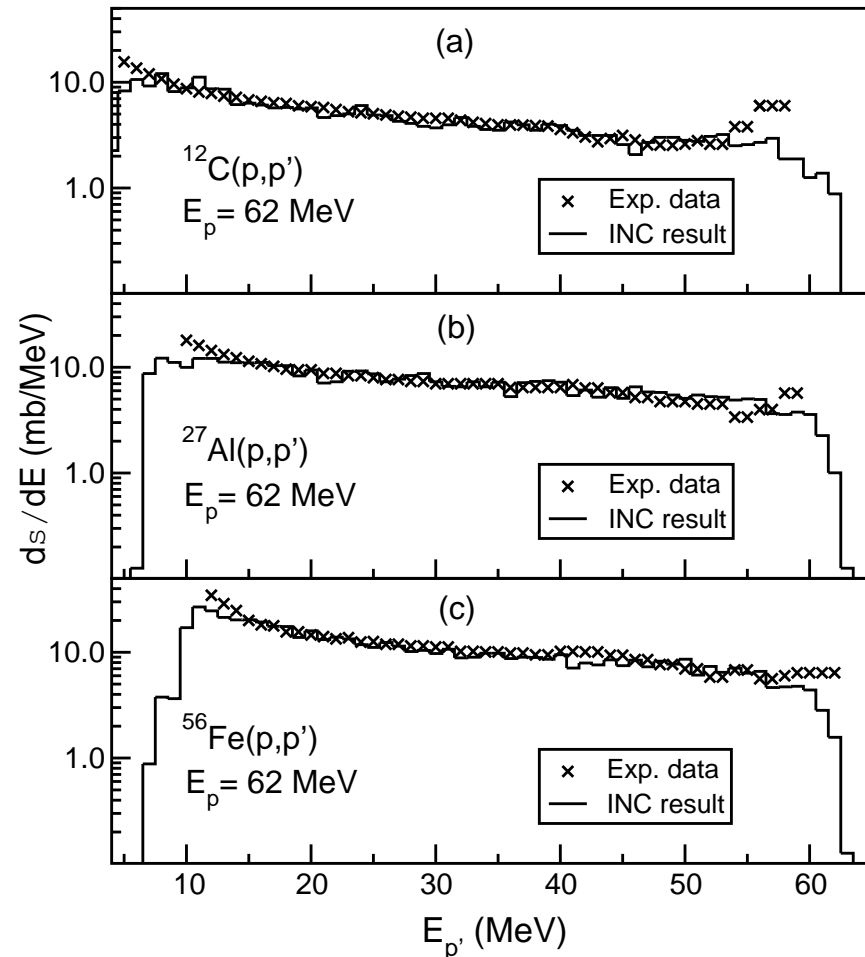 (a)
10.0
1.0
¹²C(p,p’)
Eₚ= 62 MeV
Exp. data
INC result
(b)
10.0
1.0
²⁷Al(p,p’)
Eₚ= 62 MeV
Exp. data
INC result
(c)
10.0
1.0
⁵⁶Fe(p,p’)
Eₚ= 62 MeV
Exp. data
INC result
ds/dE (mb/MeV)
10 20 30 40 50 60
Eₚ’ (MeV)